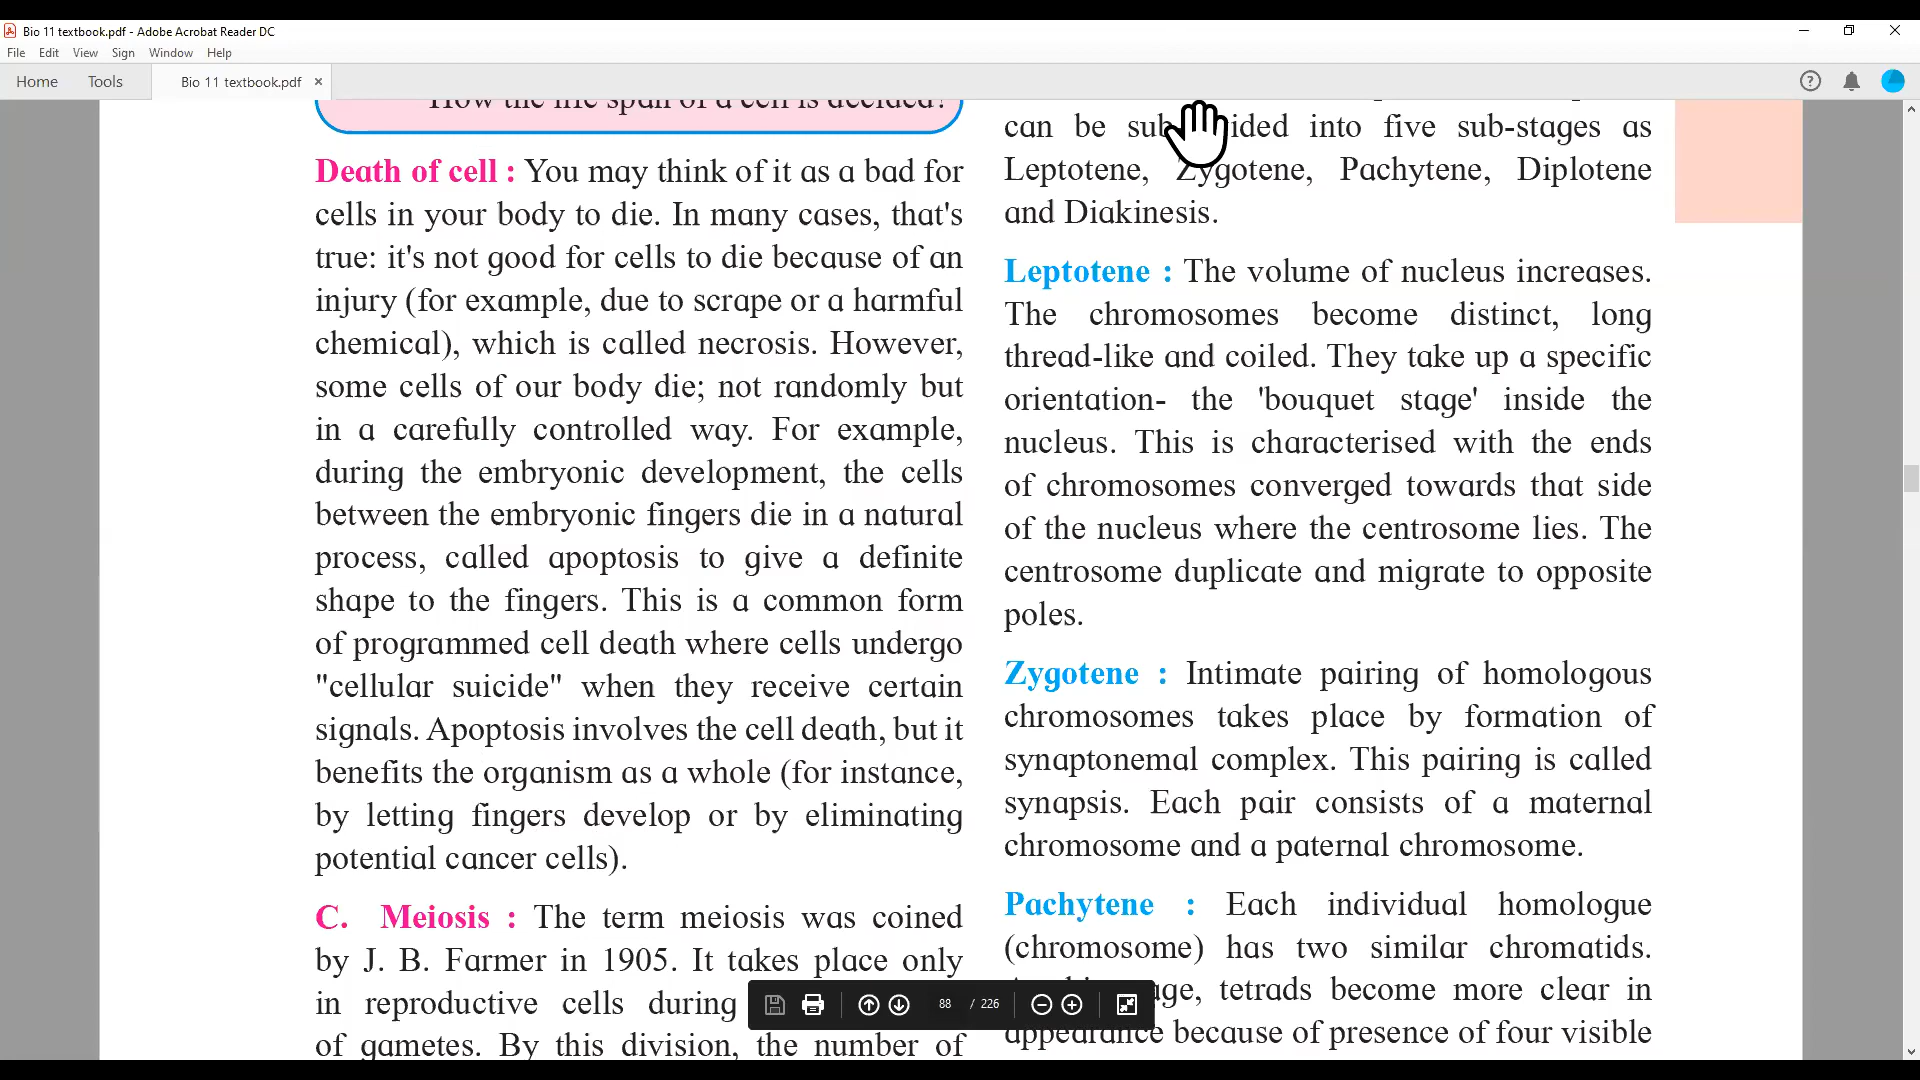 Bio 11 textbook.pdf - Adobe Acrobat Reader DC
File Edit View Sign Window Help
Home Tools Bio 11 textbook.pdf ×
How the life span of a cell is decided?
Death of cell : You may think of it as a bad for
cells in your body to die. In many cases, that's
true: it's not good for cells to die because of an
injury (for example, due to scrape or a harmful
chemical), which is called necrosis. However,
some cells of our body die; not randomly but
in a carefully controlled way. For example,
during the embryonic development, the cells
between the embryonic fingers die in a natural
process, called apoptosis to give a definite
shape to the fingers. This is a common form
of programmed cell death where cells undergo
"cellular suicide" when they receive certain
signals. Apoptosis involves the cell death, but it
benefits the organism as a whole (for instance,
by letting fingers develop or by eliminating
potential cancer cells).
C. Meiosis : The term meiosis was coined
by J. B. Farmer in 1905. It takes place only
in reproductive cells during
of gametes. By this division, the number of
can be sub ided into five sub-stages as
Leptotene, Zygotene, Pachytene, Diplotene
and Diakinesis.
Leptotene : The volume of nucleus increases.
The chromosomes become distinct, long
thread-like and coiled. They take up a specific
orientation- the 'bouquet stage' inside the
nucleus. This is characterised with the ends
of chromosomes converged towards that side
of the nucleus where the centrosome lies. The
centrosome duplicate and migrate to opposite
poles.
Zygotene : Intimate pairing of homologous
chromosomes takes place by formation of
synaptonemal complex. This pairing is called
synapsis. Each pair consists of a maternal
chromosome and a paternal chromosome.
Pachytene : Each individual homologue
(chromosome) has two similar chromatids.
tetrads become more clear in
appearance because of presence of four visible
88 / 226